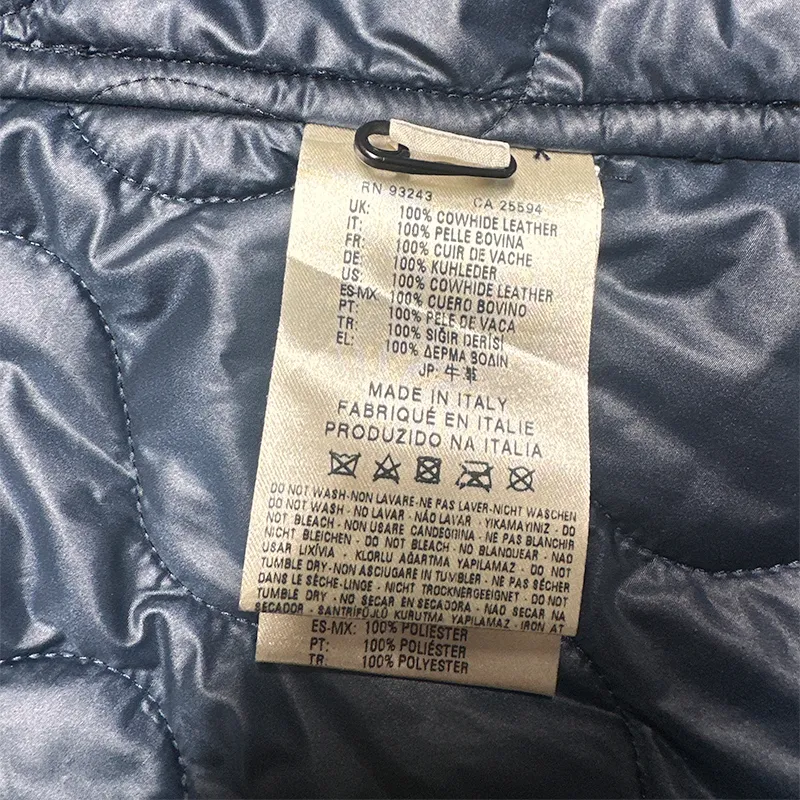 RN 93243 CA 25594
UK: 100% COWHIDE LEATHER
IT: 100% PELLE BOVINA
FR: 100% CUIR DE VACHE
DE: 100% KUHLEDER
US: 100% COWHIDE LEATHER
ES-MX 100% CUERO BOVINO
PT: 100% PELE DE VACA
TR: 100% SIĞIR DERİSİ
EL: 100% ΔΕΡΜΑ ΒΟΔΙΝ
JP: 牛革
MADE IN ITALY
FABRIQUÉ EN ITALIE
PRODUZIDO NA ITALIA
DO NOT WASH-NON LAVARE-NE PAS LAVER-NICHT WASCHEN
DO NOT WASH-NO LAVAR - NÃO LAVAR - YIKAMAYINIZ - DO
NOT BLEACH-NON USARE CANDEGGINA - NE PAS BLANCHIR
NICHT BLEICHEN - DO NOT BLEACH-NO BLANQUEAR - NÃO
USAR LIXÍVIA - KLORLU AĞARTMA YAPILAMAZ - DO NOT
TUMBLE DRY-NON ASCIUGARE IN TUMBLER - NE PAS SÉCHER
DANS LE SÈCHE-LINGE - NICHT TROCKNERGEEIGNET - DO NOT
TUMBLE DRY - NO SECAR EN SECADORA - NÃO SECAR NA
SECADOR - SANTRİFÜJLÜ KURUTMA YAPILAMAZ - IRON AT
ES-MX: 100% POLIÉSTER
PT: 100% POLIÉSTER
TR: 100% POLYESTER